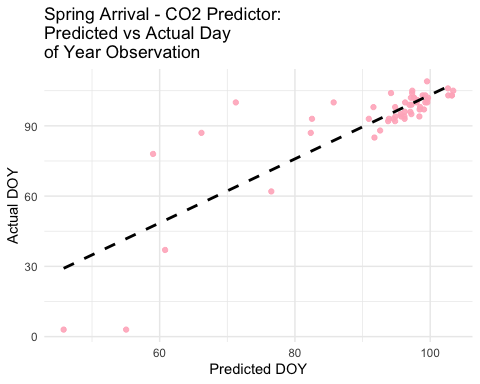 Spring Arrival - CO2 Predictor:
Predicted vs Actual Day
of Year Observation
Actual DOY
90
60
30
0
60
80
100
Predicted DOY